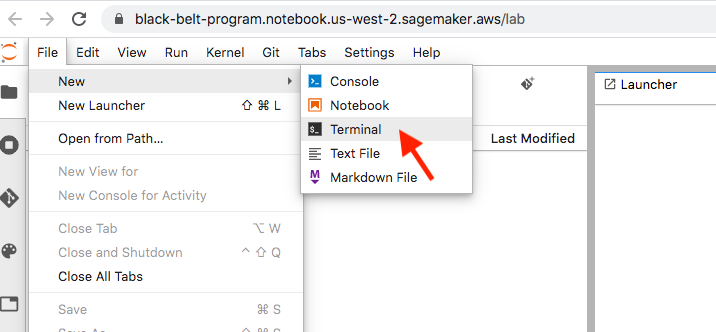 black-belt-program.notebook.us-west-2.sagemaker.aws/lab
File Edit View Run Kernel Git Tabs Settings Help
New
Console
Launcher
New Launcher ⇧ ⌘ L
Notebook
Open from Path...
Terminal
Last Modified
Text File
New View for
Markdown File
New Console for Activity
Close Tab ⌥ W
Close and Shutdown ^ ⇧ Q
Close All Tabs
Save ⌘ S
Save As ⇧ ⌘ S